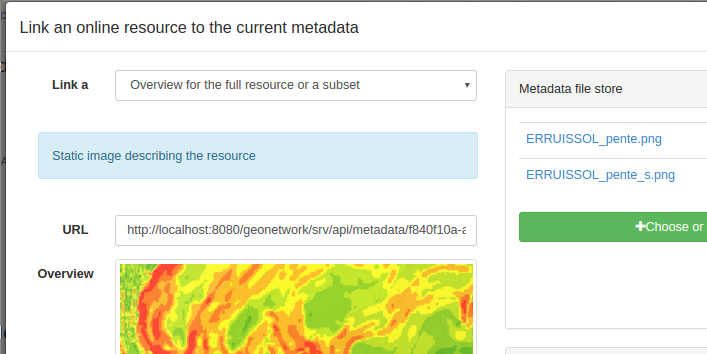 Link an online resource to the current metadata
Link a
Overview for the full resource or a subset
Static image describing the resource
URL
http://localhost:8080/geonetwork/srv/api/metadata/f840f10a-a
Overview
Metadata file store
ERRUISSOL_pente.png
ERRUISSOL_pente_s.png
+Choose or